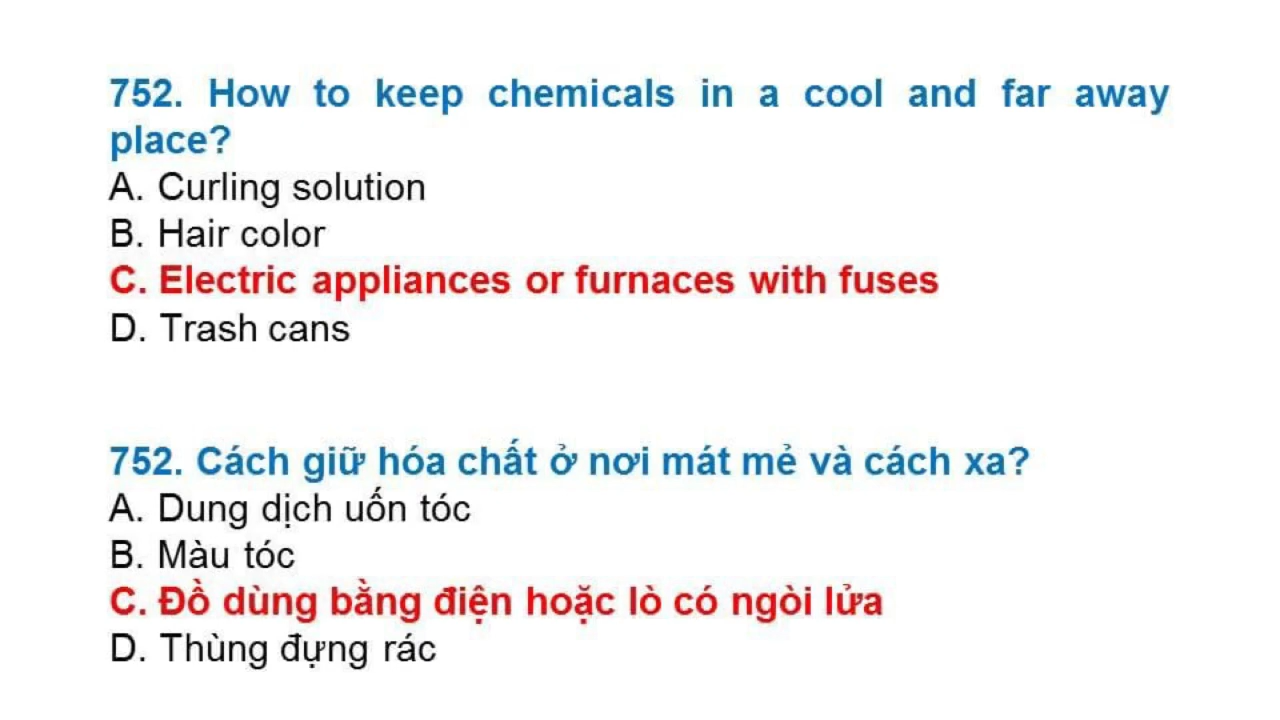 752. How to keep chemicals in a cool and far away
place?
A. Curling solution
B. Hair color
C. Electric appliances or furnaces with fuses
D. Trash cans
752. Cách giữ hóa chất ở nơi mát mẻ và cách xa?
A. Dung dịch uốn tóc
B. Màu tóc
C. Đồ dùng bằng điện hoặc lò có ngòi lửa
D. Thùng đựng rác